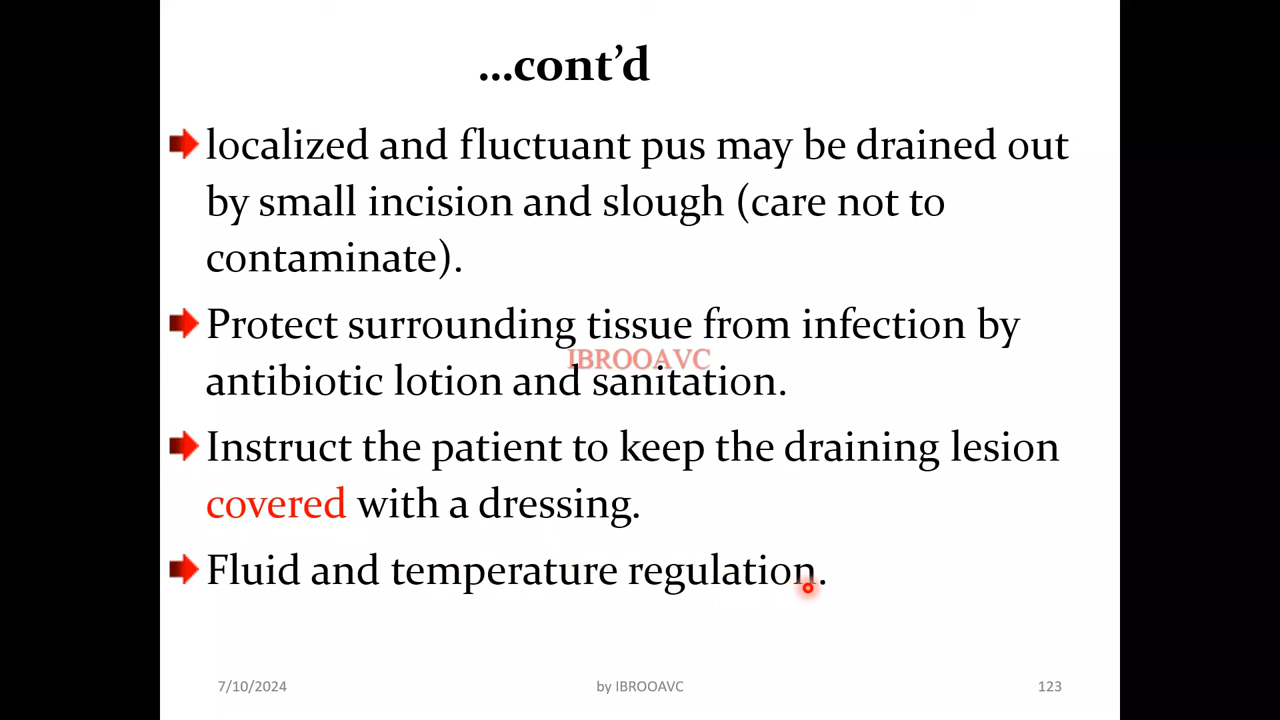 ...cont’d
localized and fluctuant pus may be drained out
by small incision and slough (care not to
contaminate).
Protect surrounding tissue from infection by
IBROOAVC
antibiotic lotion and sanitation.
Instruct the patient to keep the draining lesion
covered with a dressing.
Fluid and temperature regulation.
7/10/2024 by IBROOAVC 123